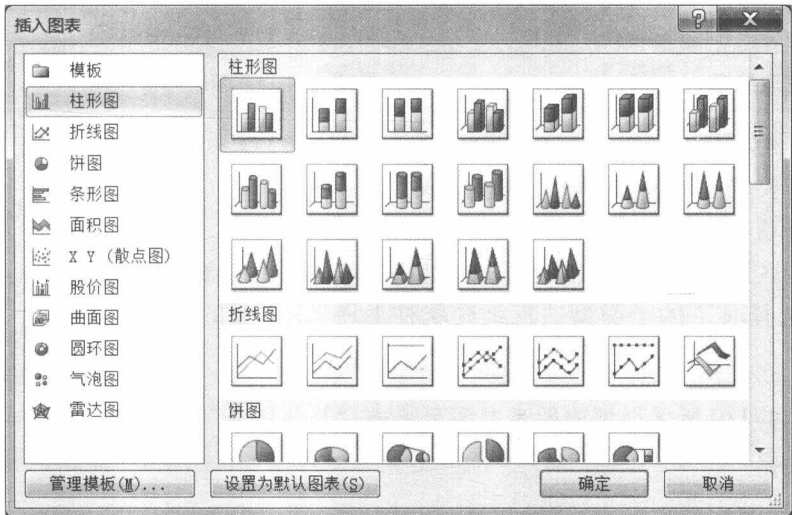 插入图表
模板
柱形图
折线图
饼图
条形图
面积图
X Y (散点图)
股价图
曲面图
圆环图
气泡图
雷达图
柱形图
折线图
饼图
管理模板(M)...
设置为默认图表(S)
确定
取消